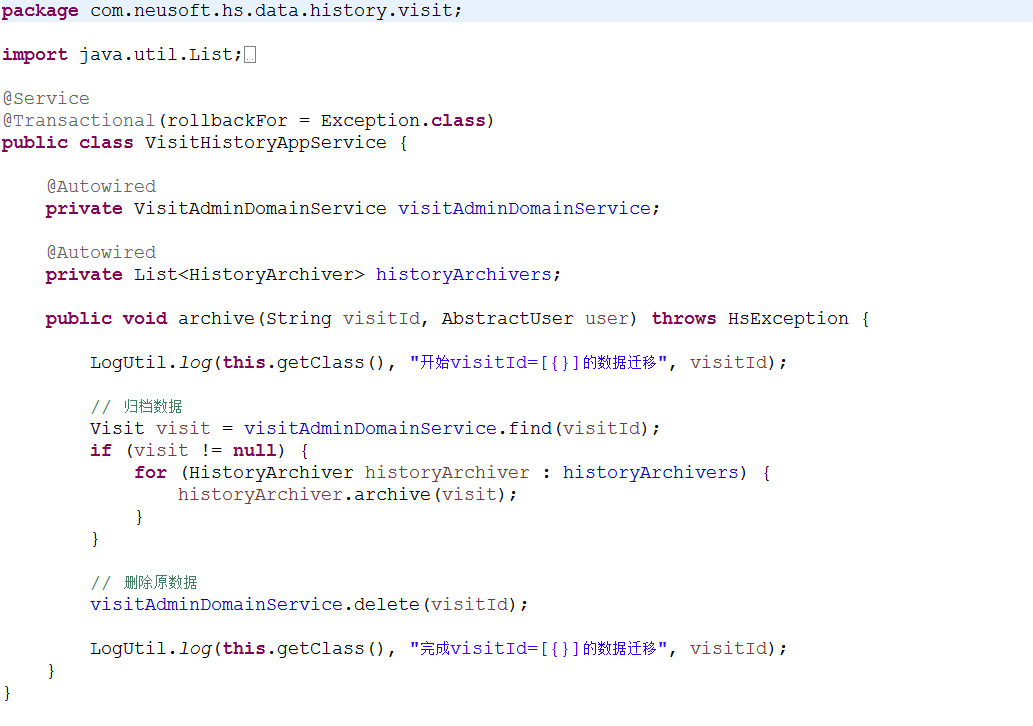 package com.neusoft.hs.data.history.visit;
import java.util.List;
@Service
@Transactional(rollbackFor = Exception.class)
public class VisitHistoryAppService {
@Autowired
private VisitAdminDomainService visitAdminDomainService;
@Autowired
private List<HistoryArchiver> historyArchivers;
public void archive(String visitId, AbstractUser user) throws HsException {
LogUtil.log(this.getClass(), "开始visitId=[{}]的数据迁移", visitId);
// 归档数据
Visit visit = visitAdminDomainService.find(visitId);
if (visit != null) {
for (HistoryArchiver historyArchiver : historyArchivers) {
historyArchiver.archive(visit);
}
}
// 删除原数据
visitAdminDomainService.delete(visitId);
LogUtil.log(this.getClass(), "完成visitId=[{}]的数据迁移", visitId);
}
}